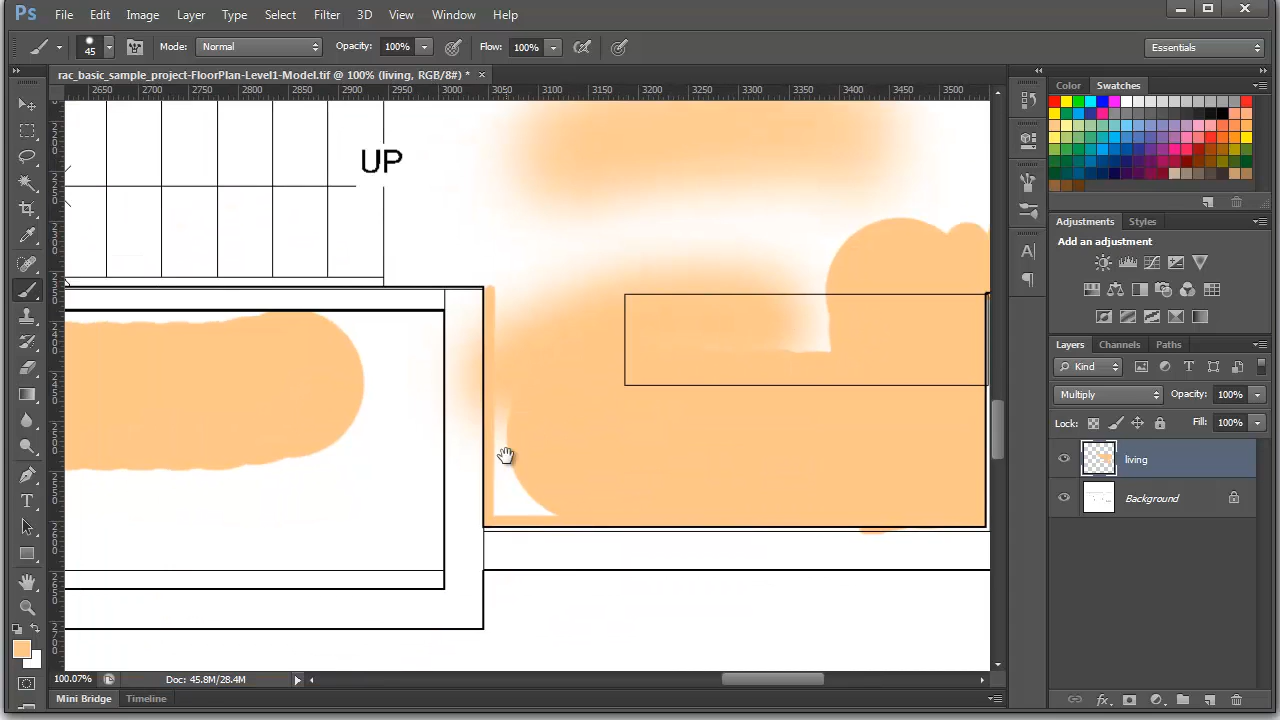 Ps File Edit Image Layer Type Select Filter 3D View Window Help
45 Mode: Normal Opacity: 100% Flow: 100% Essentials
rac_basic_sample_project-FloorPlan-Level1-Model.tif @ 100% (living, RGB/8#) * ×
Color Swatches
2650 2700 2750 2800 2850 2900 2950 3000 3050 3100 3150 3200 3250 3300 3350 3400 3450 3500
UP
Adjustments Styles
Add an adjustment
Layers Channels Paths
Kind
Multiply Opacity: 100%
Lock: Fill: 100%
living
Background
100.07% Doc: 45.8M/28.4M
Mini Bridge Timeline